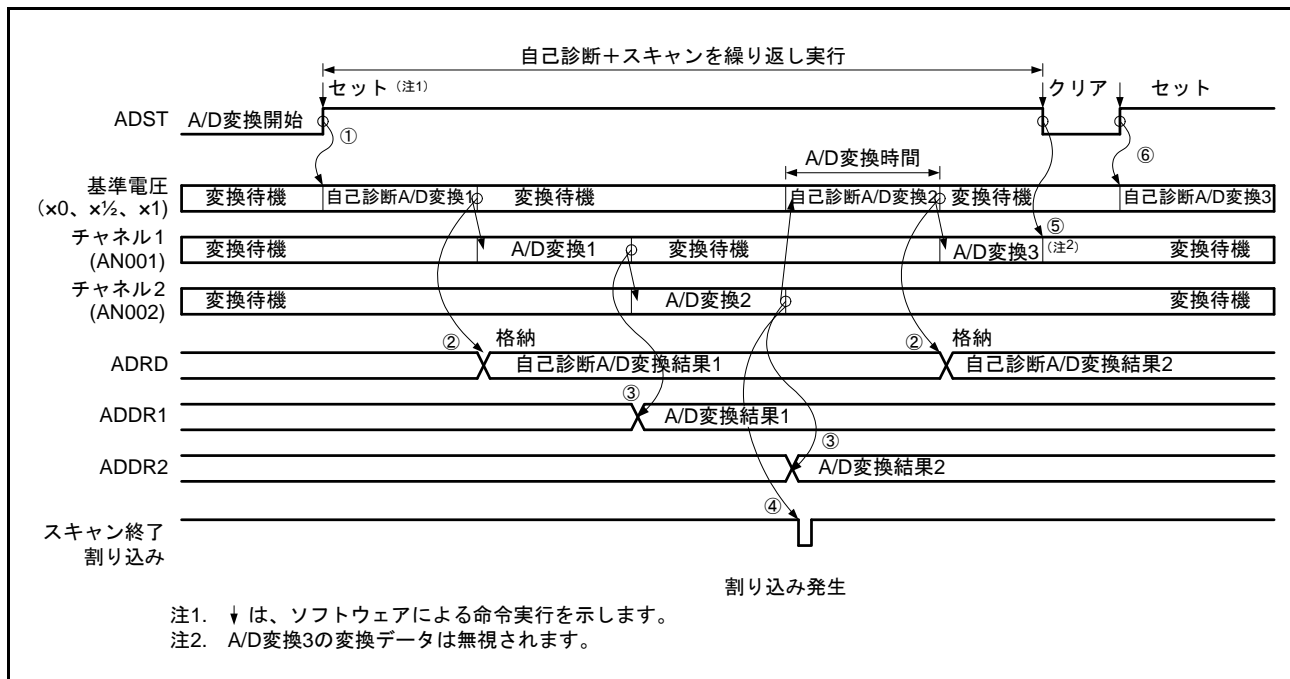 自己診断＋スキャンを繰り返し実行
セット（注1）
クリア
セット
ADST
A/D変換開始
①
⑥
A/D変換時間
基準電圧
（×0、×½、×1）
変換待機
自己診断A/D変換1
変換待機
自己診断A/D変換2
変換待機
自己診断A/D変換3
チャネル1
(AN001)
変換待機
A/D変換1
変換待機
A/D変換3
⑤
（注2）
変換待機
チャネル2
(AN002)
変換待機
A/D変換2
変換待機
ADRD
②
格納
自己診断A/D変換結果1
②
格納
自己診断A/D変換結果2
ADDR1
③
A/D変換結果1
ADDR2
③
A/D変換結果2
スキャン終了
割り込み
④
割り込み発生
注1. ↓ は、ソフトウェアによる命令実行を示します。
注2. A/D変換3の変換データは無視されます。